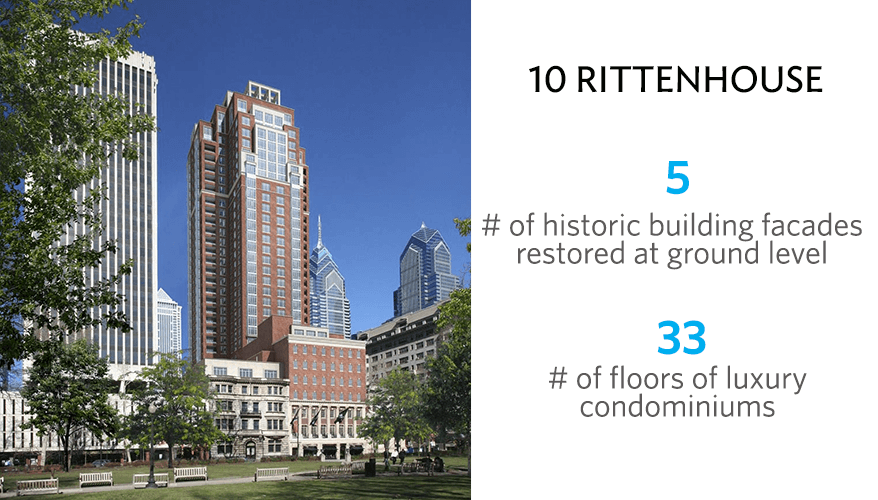 10 RITTENHOUSE
5
# of historic building facades
restored at ground level
33
# of floors of luxury
condominiums